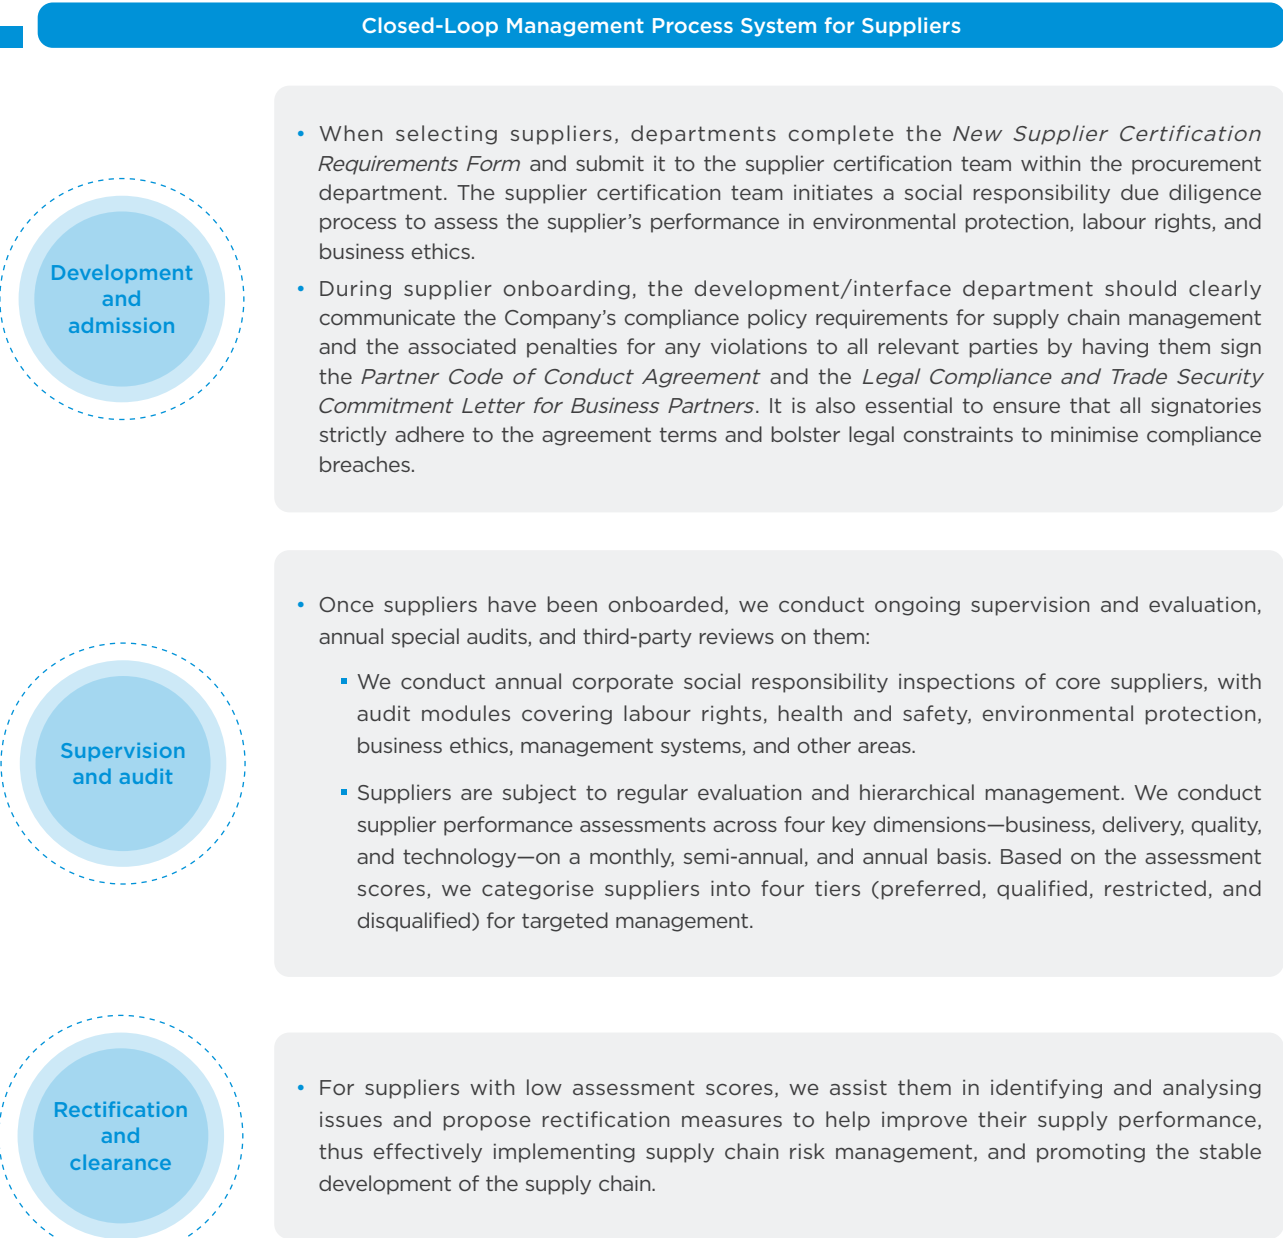 Closed-Loop Management Process System for Suppliers
Development
and
admission
• When selecting suppliers, departments complete the New Supplier Certification
Requirements Form and submit it to the supplier certification team within the procurement
department. The supplier certification team initiates a social responsibility due diligence
process to assess the supplier’s performance in environmental protection, labour rights, and
business ethics.
• During supplier onboarding, the development/interface department should clearly
communicate the Company’s compliance policy requirements for supply chain management
and the associated penalties for any violations to all relevant parties by having them sign
the Partner Code of Conduct Agreement and the Legal Compliance and Trade Security
Commitment Letter for Business Partners. It is also essential to ensure that all signatories
strictly adhere to the agreement terms and bolster legal constraints to minimise compliance
breaches.
Supervision
and audit
• Once suppliers have been onboarded, we conduct ongoing supervision and evaluation,
annual special audits, and third-party reviews on them:
▪ We conduct annual corporate social responsibility inspections of core suppliers, with
audit modules covering labour rights, health and safety, environmental protection,
business ethics, management systems, and other areas.
▪ Suppliers are subject to regular evaluation and hierarchical management. We conduct
supplier performance assessments across four key dimensions—business, delivery, quality,
and technology—on a monthly, semi-annual, and annual basis. Based on the assessment
scores, we categorise suppliers into four tiers (preferred, qualified, restricted, and
disqualified) for targeted management.
Rectification
and
clearance
• For suppliers with low assessment scores, we assist them in identifying and analysing
issues and propose rectification measures to help improve their supply performance,
thus effectively implementing supply chain risk management, and promoting the stable
development of the supply chain.